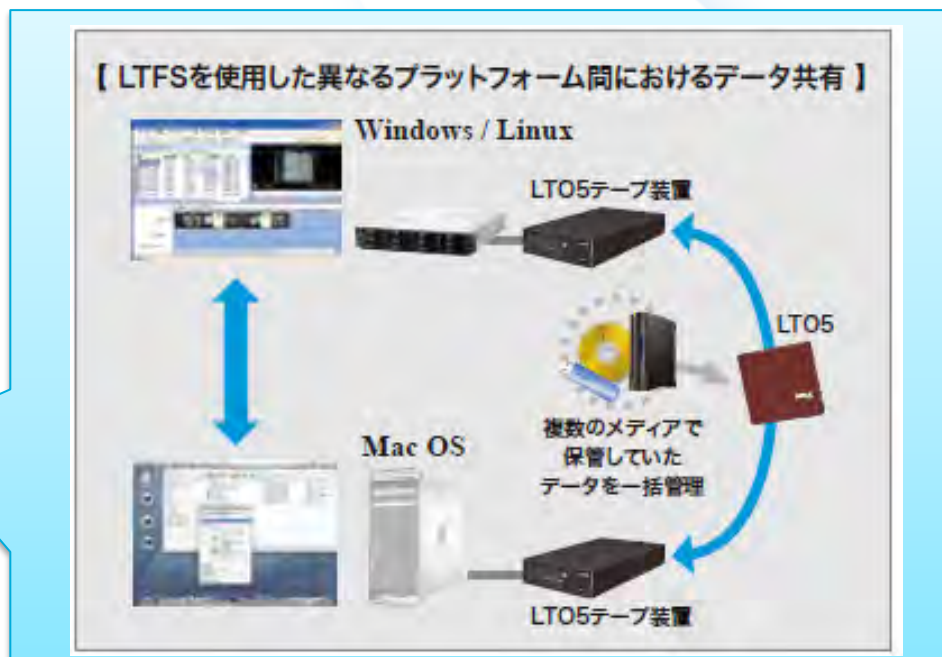 【 LTFSを使用した異なるプラットフォーム間におけるデータ共有 】
Windows / Linux
LTO5テープ装置
LTO5
複数のメディアで
保管していた
データを一括管理
Mac OS
LTO5テープ装置